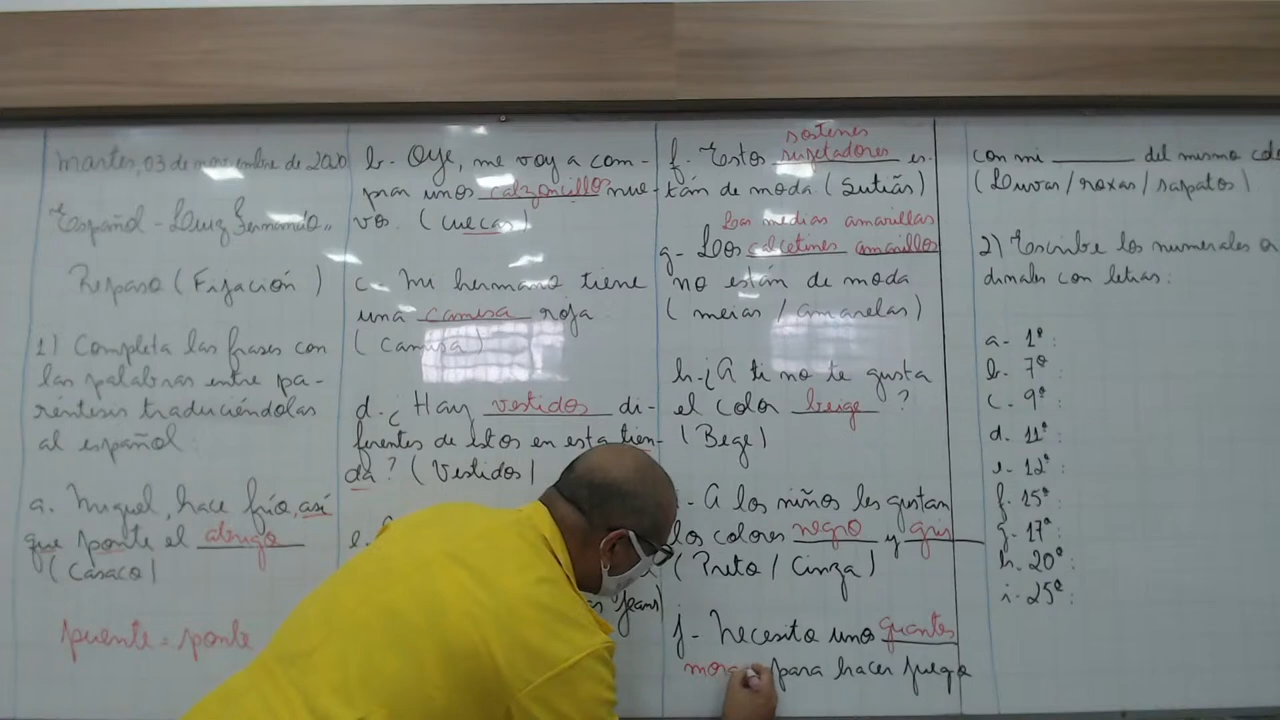 Martes, 03 de noviembre de 2020
Español - Luiz Fernando
Repaso (Fijación)
1) Completa las frases con
las palabras entre pa-
réntesis traduciéndolas
al español:
a. Miguel, hace frío, así
que ponte el abrigo
(Casaco)
puente = ponte
b- Oye, me voy a com-
prar unos calzoncillos nue-
vos. (cuecas)
c- Mi hermano tiene
una camisa roja
(Camisa)
d. ¿Hay vestidos di-
ferentes de estos en esta tien-
da? (Vestidos)
e.
Jeans)
sostenes
f. Estos sujetadores es-
tán de moda (Sutiãs)
Las medias amarillas
g- Los calcetines amarillos
no están de moda
(meias / amarelas)
h- ¿A ti no te gusta
el color beige ?
(Bege)
- A los niños les gustan
los colores negro y gris
(Preto / Cinza)
j- Necesito unos guantes
para hacer juego
con mi ______ del mismo
(Luvas / roxas / sapatos)
2) Escribe los numerales
dinales con letras:
a- 1º:
b- 7º:
c- 9º:
d. 11º:
e- 12º:
f. 15º:
g- 17º:
h. 20º:
i- 25º: